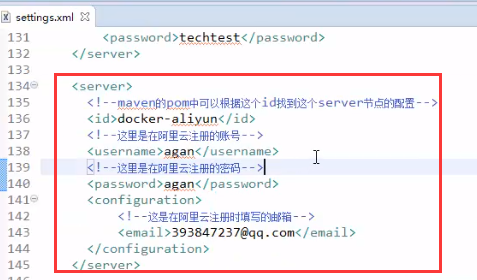 settings.xml
131 <password>techtest</password>
132 </server>
133
134 <server>
135 <!--maven的pom中可以根据这个id找到这个server节点的配置-->
136 <id>docker-aliyun</id>
137 <!--这里是在阿里云注册的账号-->
138 <username>agan</username>
139 <!--这里是在阿里云注册的密码-->
140 <password>agan</password>
141 <configuration>
142 <!--这是在阿里云注册时填写的邮箱-->
143 <email>393847237@qq.com</email>
144 </configuration>
145 </server>